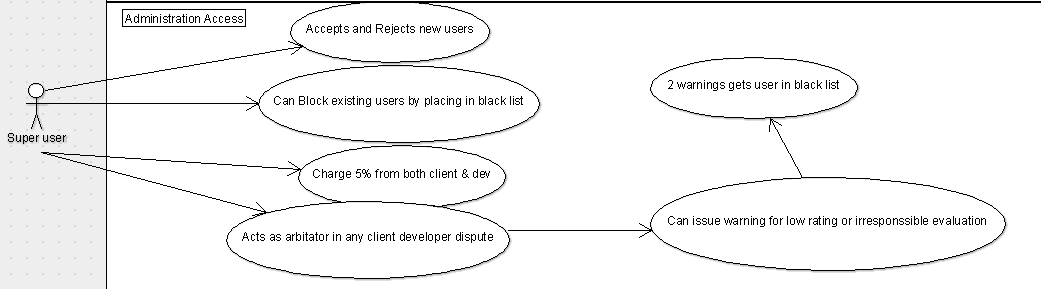 Administration Access
Accepts and Rejects new users
Can Block existing users by placing in black list
2 warnings gets user in black list
Super user
Charge 5% from both client & dev
Acts as arbitator in any client developer dispute
Can issue warning for low rating or irresponssible evaluation